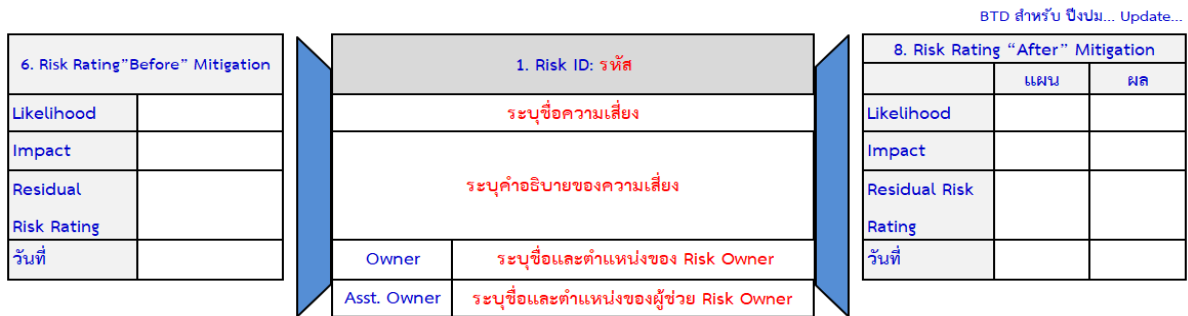 BTD สำหรับ ปีงปม... Update...
6. Risk Rating"Before" Mitigation
Likelihood
Impact
Residual
Risk Rating
วันที่
1. Risk ID: รหัส
ระบุชื่อความเสี่ยง
ระบุคำอธิบายของความเสี่ยง
Owner ระบุชื่อและตำแหน่งของ Risk Owner
Asst. Owner ระบุชื่อและตำแหน่งของผู้ช่วย Risk Owner
8. Risk Rating “After” Mitigation
แผน ผล
Likelihood
Impact
Residual Risk
Rating
วันที่